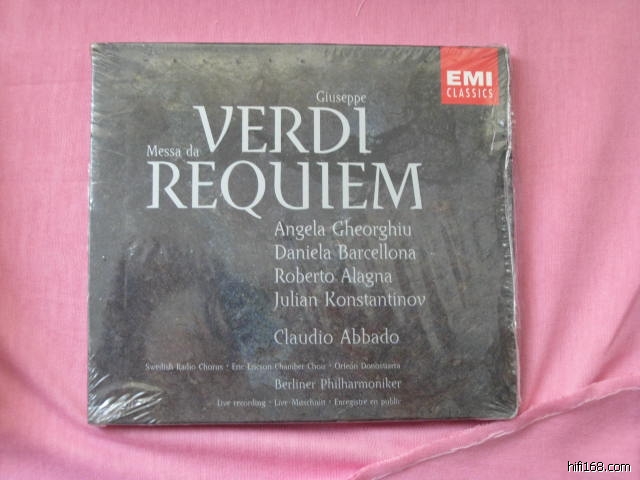 EMI
CLASSICS
Giuseppe
VERDI
Messa da
REQUIEM
Angela Gheorghiu
Daniela Barcellona
Roberto Alagna
Julian Konstantinov
Claudio Abbado
Swedish Radio Chorus · Eric Ericson Chamber Choir · Orfeón Donostiarra
Berliner Philharmoniker
Live recording · Live-Mitschnitt · Enregistré en public
hifi168.com